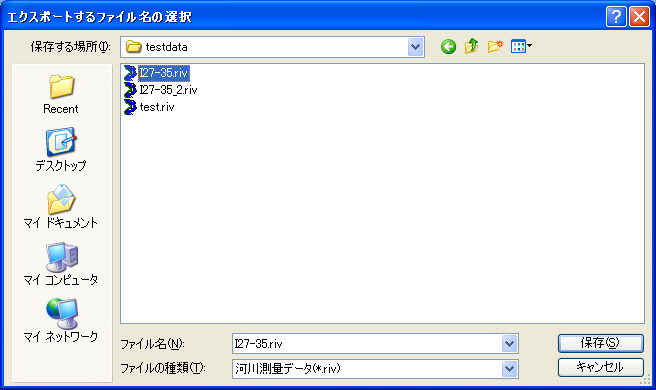 エクスポートするファイル名の選択
保存する場所(I):
testdata
Recent
デスクトップ
マイ ドキュメント
マイ コンピュータ
マイ ネットワーク
I27-35.riv
I27-35_2.riv
test.riv
ファイル名(N):
I27-35.riv
保存(S)
ファイルの種類(T):
河川測量データ(*.riv)
キャンセル